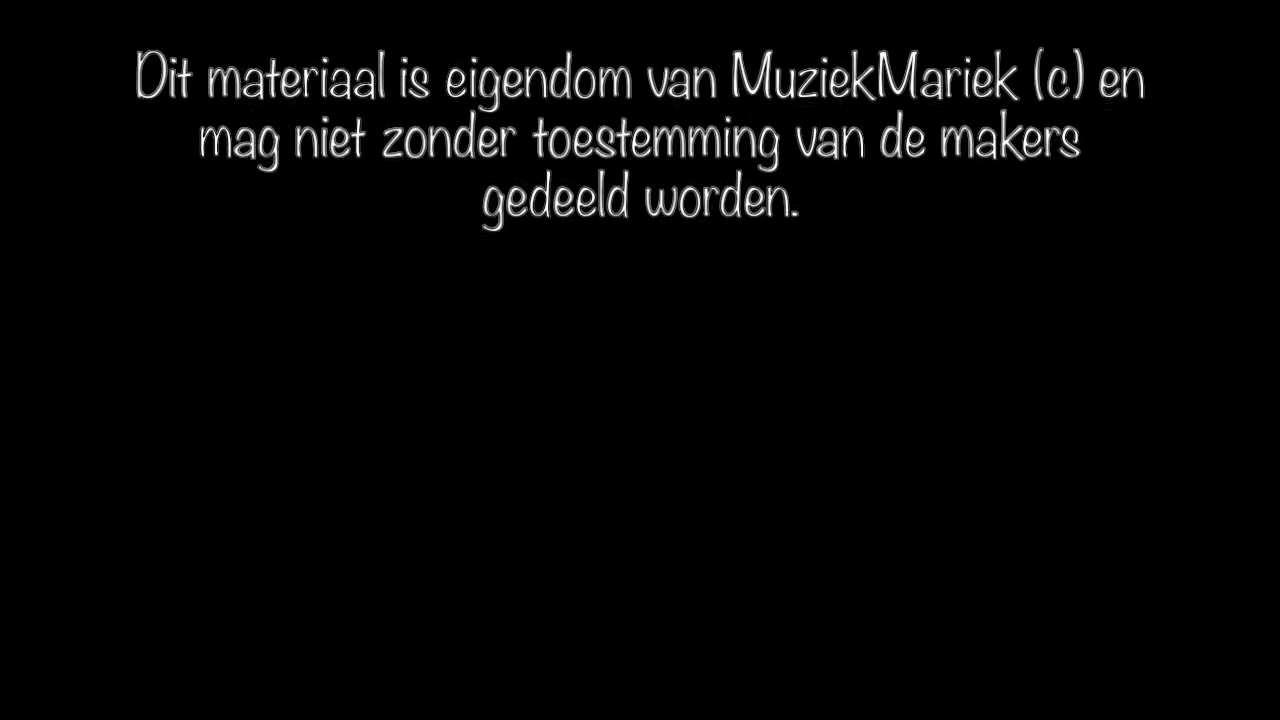 Dit materiaal is eigendom van MuziekMariek (c) en
mag niet zonder toestemming van de makers
gedeeld worden.